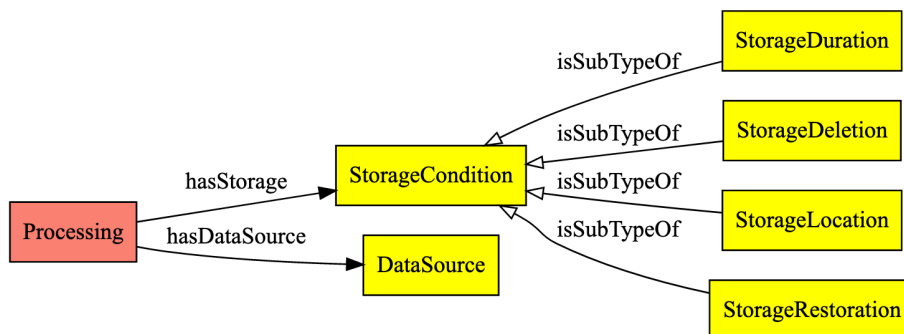 StorageDuration
isSubTypeOf
StorageDeletion
isSubTypeOf
StorageCondition
hasStorage
isSubTypeOf
StorageLocation
Processing
hasDataSource
isSubTypeOf
DataSource
StorageRestoration